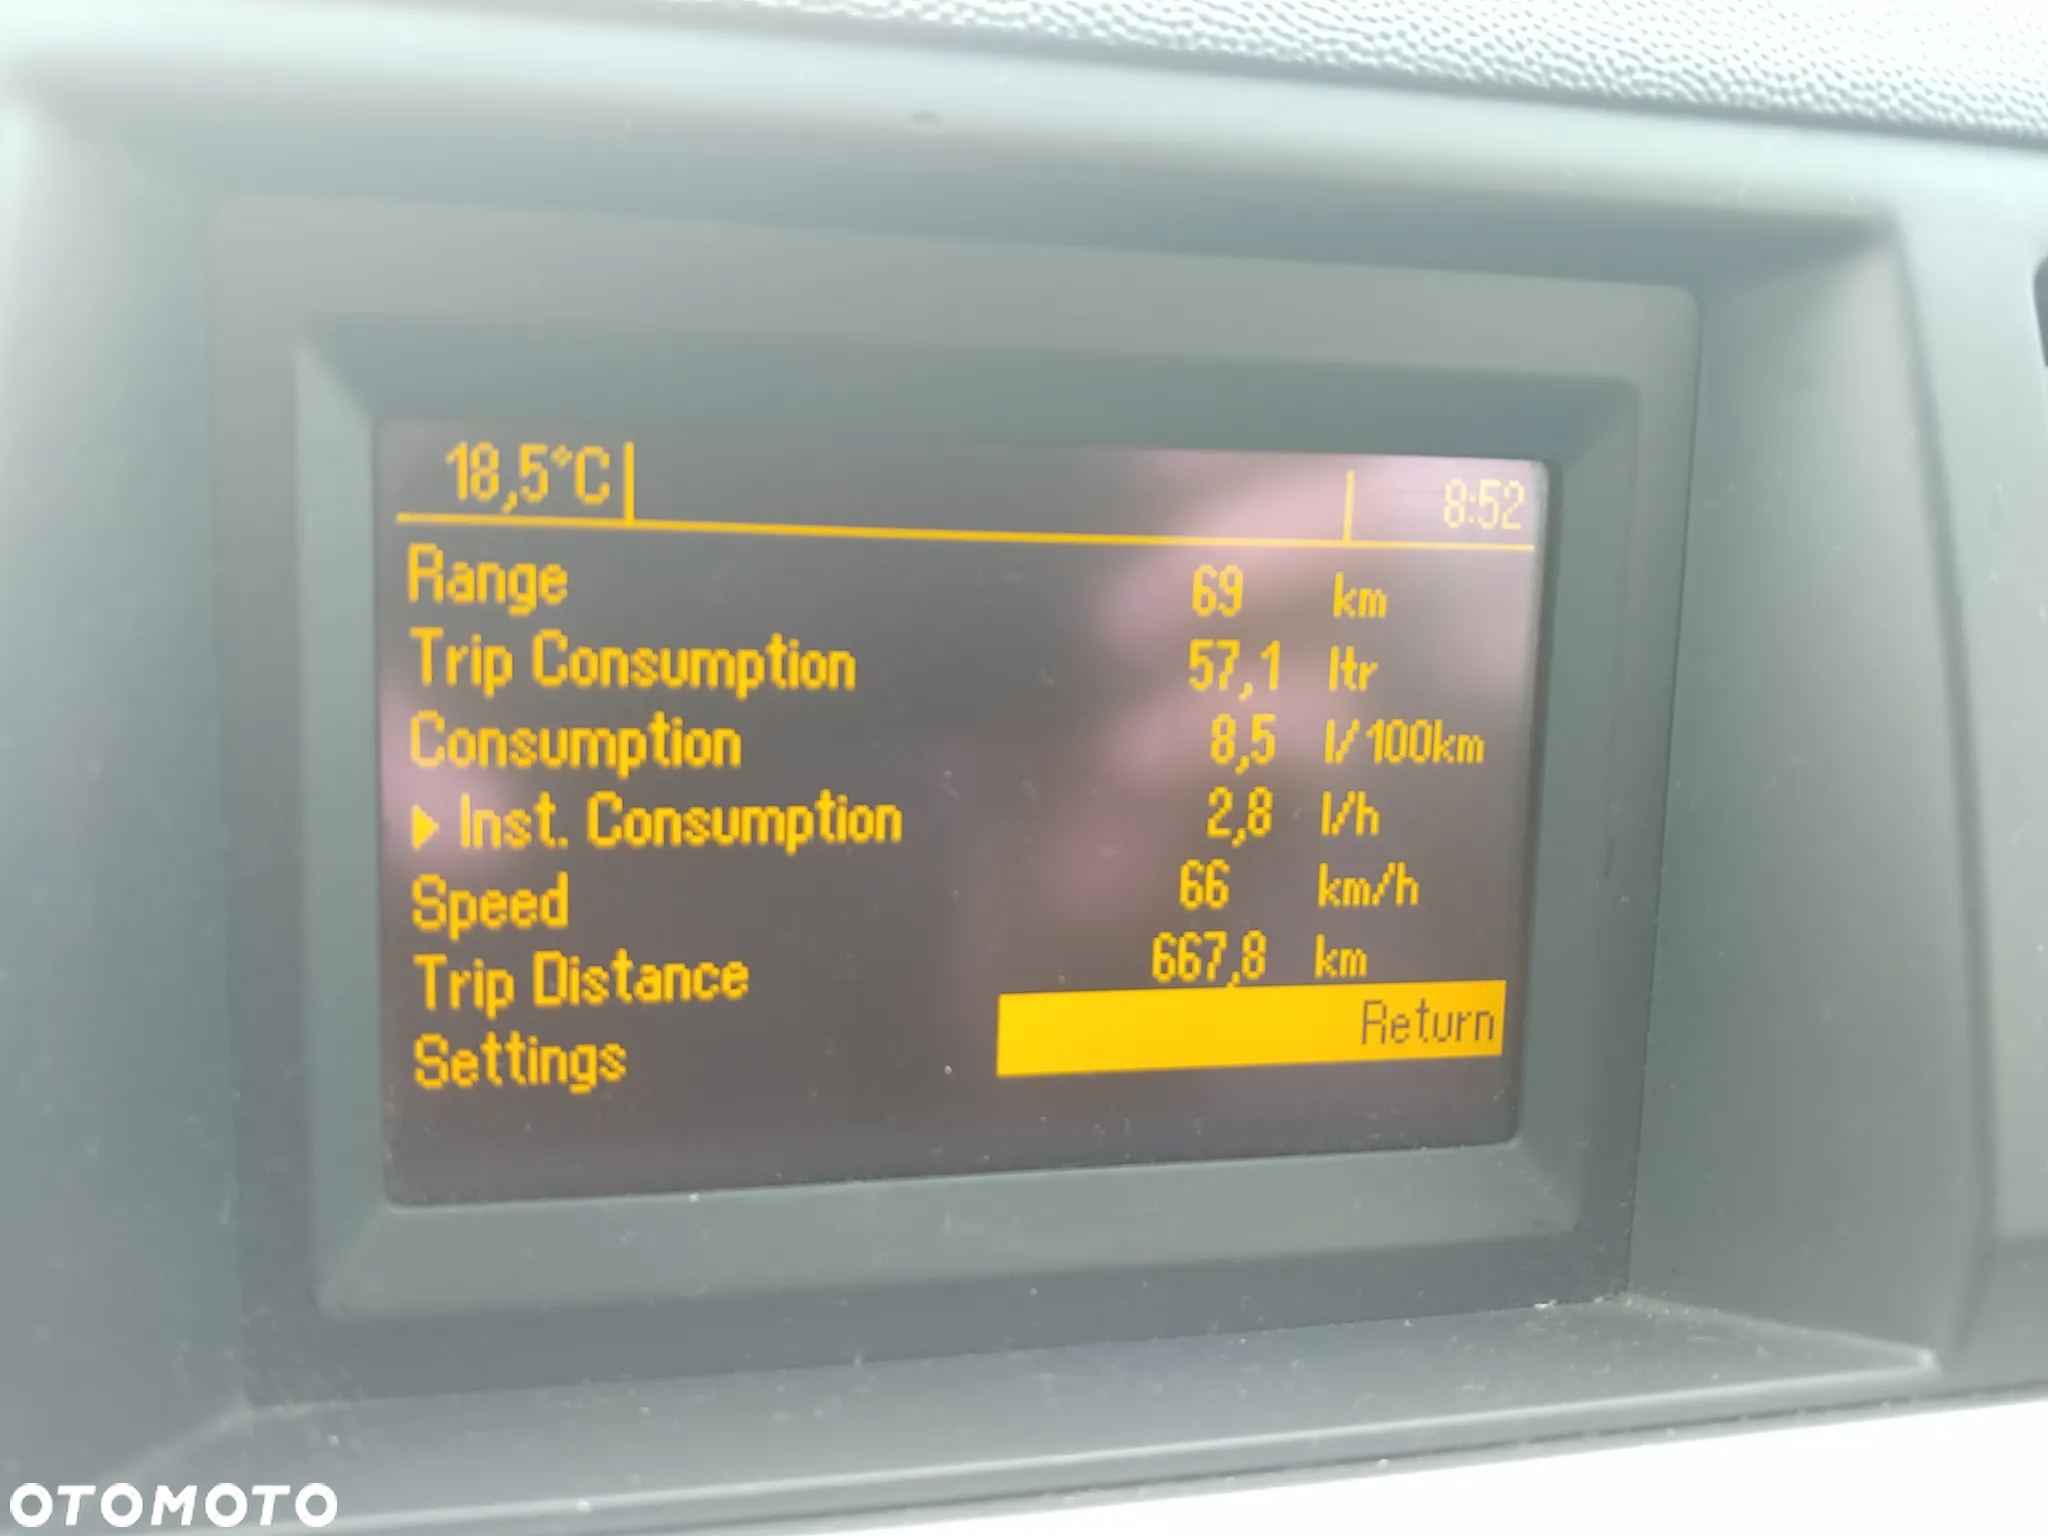 18,5°C 8:52
Range 69 km
Trip Consumption 57,1 ltr
Consumption 8,5 l/100km
▶ Inst. Consumption 2,8 l/h
Speed 66 km/h
Trip Distance 667,8 km
Settings Return
OTOMOTO